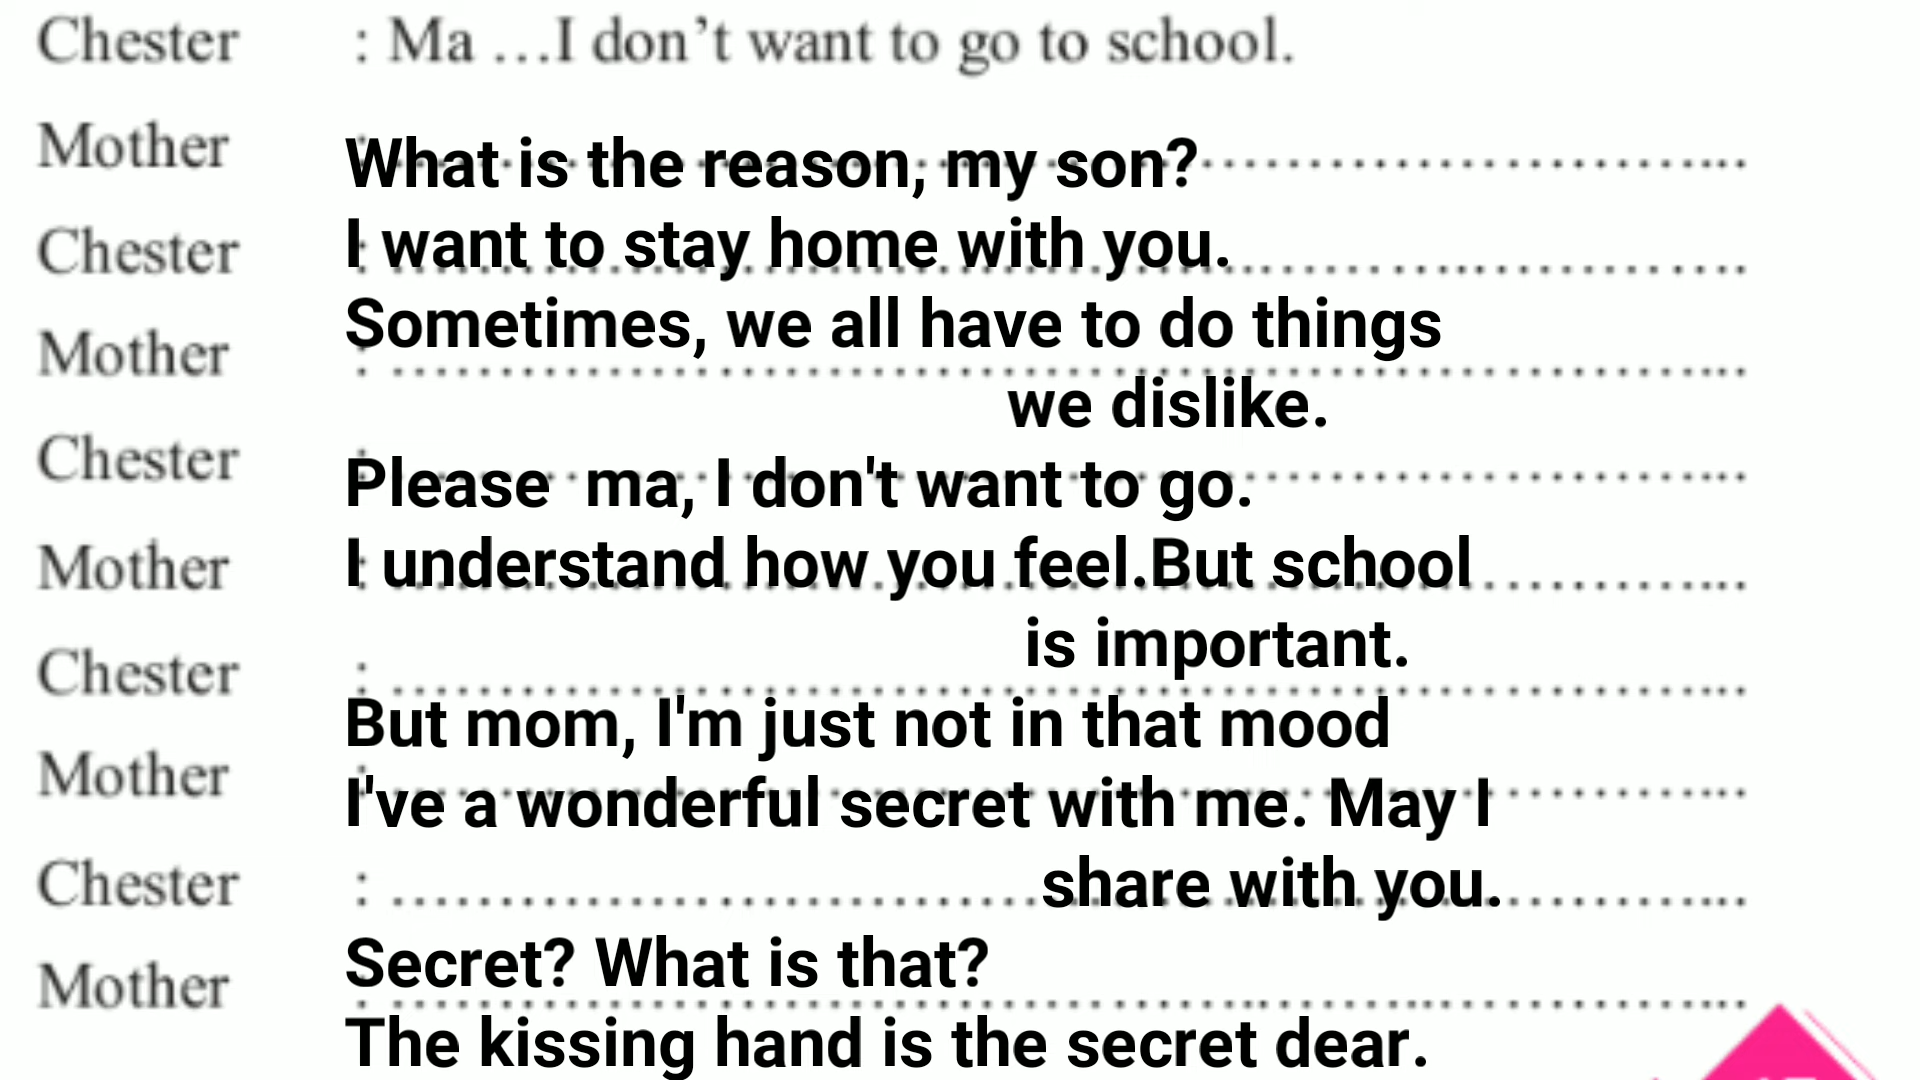 Chester : Ma ...I don't want to go to school.
Mother : What is the reason, my son?
Chester : I want to stay home with you.
Mother : Sometimes, we all have to do things
we dislike.
Chester : Please ma, I don't want to go.
Mother : I understand how you feel.But school
is important.
Chester : But mom, I'm just not in that mood
Mother : I've a wonderful secret with me. May I
share with you.
Chester : Secret? What is that?
Mother : The kissing hand is the secret dear.